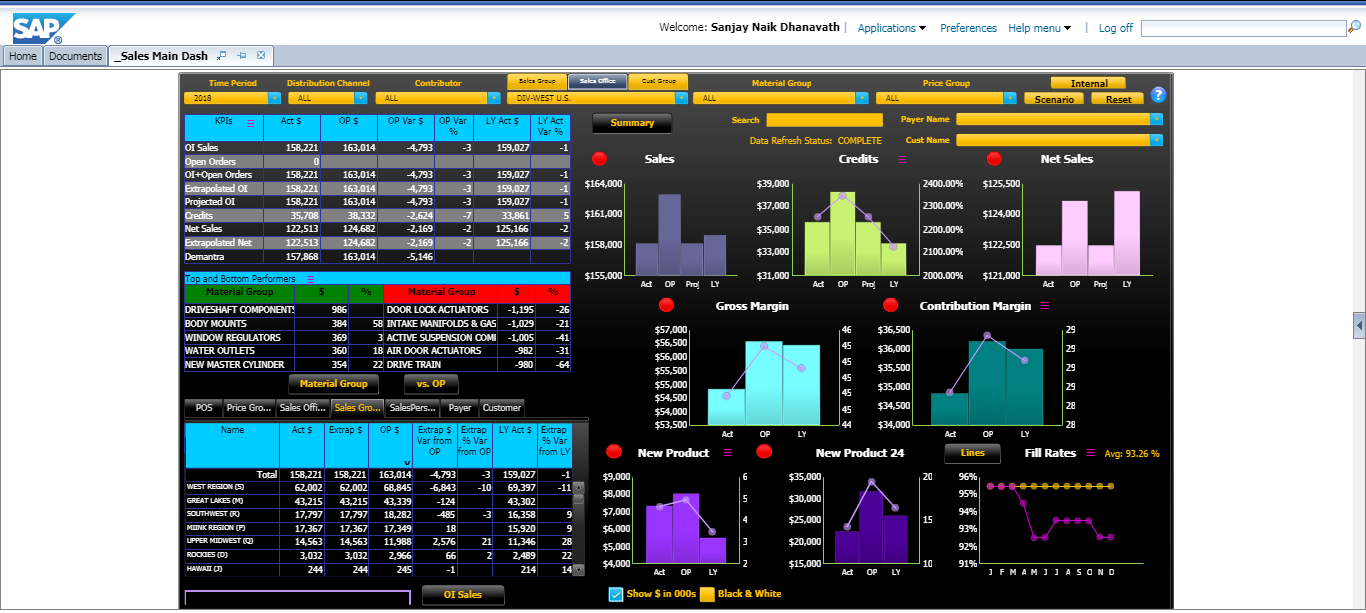 SAP ®
Welcome: Sanjay Naik Dhanavath | Applications Preferences Help menu | Log off
Home Documents _Sales Main Dash
Time Period Distribution Channel Contributor Sales Group Sales Office Cust Group Material Group Price Group Internal
2018 ALL ALL DIV-WEST U.S. ALL ALL Scenario Reset ?
KPIs Act $ OP $ OP Var $ OP Var % LY Act $ LY Act Var %
OI Sales 158,221 163,014 -4,793 -3 159,027 -1
Open Orders 0
OI+Open Orders 158,221 163,014 -4,793 -3 159,027 -1
Extrapolated OI 158,221 163,014 -4,793 -3 159,027 -1
Projected OI 158,221 163,014 -4,793 -3 159,027 -1
Credits 35,708 38,332 -2,624 -7 33,861 5
Net Sales 122,513 124,682 -2,169 -2 125,166 -2
Extrapolated Net 122,513 124,682 -2,169 -2 125,166 -2
Demantra 157,868 163,014 -5,146
Summary Search Payer Name
Data Refresh Status: COMPLETE Cust Name
Sales
$164,000
$161,000
$158,000
$155,000
Act OP Proj LY
Credits
$39,000 2400.00%
$37,000 2300.00%
$35,000 2200.00%
$33,000 2100.00%
$31,000 2000.00%
Act OP Proj LY
Net Sales
$125,500
$124,000
$122,500
$121,000
Act OP Proj LY
Top and Bottom Performers
Material Group $ % Material Group $ %
DRIVESHAFT COMPONENTS 986 DOOR LOCK ACTUATORS -1,195 -26
BODY MOUNTS 384 58 INTAKE MANIFOLDS & GAS -1,029 -21
WINDOW REGULATORS 369 3 ACTIVE SUSPENSION COM -1,005 -41
WATER OUTLETS 360 18 AIR DOOR ACTUATORS -982 -31
NEW MASTER CYLINDER 354 22 DRIVE TRAIN -980 -64
Material Group vs. OP
Gross Margin
$57,000 46
$56,500 45
$56,000 45
$55,500 45
$55,000 45
$54,500 45
$54,000 45
$53,500 44
Act OP LY
Contribution Margin
$36,500 29
$36,000 29
$35,500 29
$35,000 29
$34,500 28
$34,000 28
Act OP LY
POS Price Gro... Sales Offi... Sales Gro... SalesPers... Payer Customer
Name Act $ Extrap $ OP $ Extrap $ Var from OP Extrap % Var from OP LY Act $ Extrap % Var from LY
Total 158,221 158,221 163,014 -4,793 -3 159,027 -1
WEST REGION (S) 62,002 62,002 68,845 -6,843 -10 69,397 -11
GREAT LAKES (M) 43,215 43,215 43,339 -124 43,302
SOUTHWEST (R) 17,797 17,797 18,282 -485 -3 16,358 9
MINK REGION (P) 17,367 17,367 17,349 18 15,920 9
UPPER MIDWEST (Q) 14,563 14,563 11,988 2,576 21 11,346 28
ROCKIES (D) 3,032 3,032 2,966 66 2 2,489 22
HAWAII (J) 244 244 245 -1 214 14
OI Sales
New Product
$9,000 6
$8,000 5
$7,000 4
$6,000
$5,000 3
$4,000 2
Act OP LY
New Product 24
$35,000 20
$30,000
$25,000 15
$20,000
$15,000 10
Act OP LY
Lines Fill Rates Avg: 93.26 %
96%
95%
94%
93%
92%
91%
J F M A M J J A S O N D
Show $ in 000s Black & White